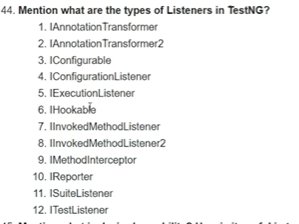 44. Mention what are the types of Listeners in TestNG?
1. IAnnotationTransformer
2. IAnnotationTransformer2
3. IConfigurable
4. IConfigurationListener
5. IExecutionListener
6. IHookable
7. IInvokedMethodListener
8. IInvokedMethodListener2
9. IMethodInterceptor
10. IReporter
11. ISuiteListener
12. ITestListener